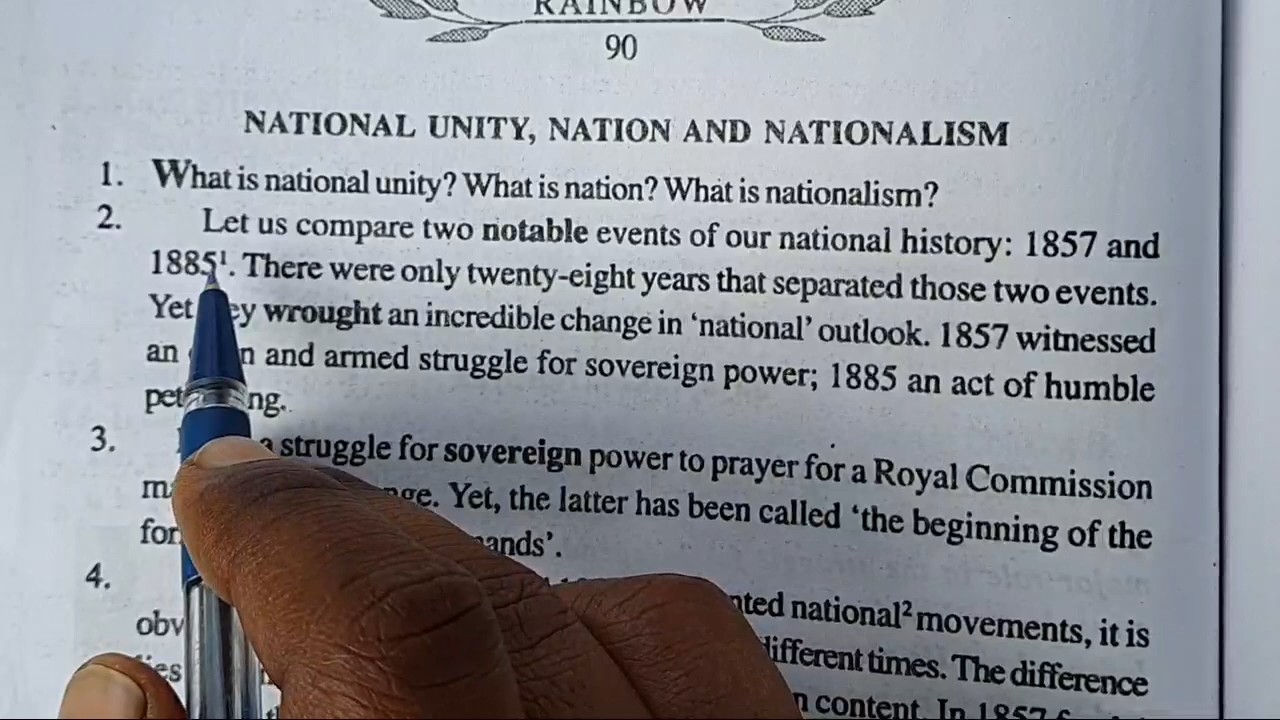 RAINBOW
90
NATIONAL UNITY, NATION AND NATIONALISM
1. What is national unity? What is nation? What is nationalism?
2. Let us compare two notable events of our national history: 1857 and
1885¹. There were only twenty-eight years that separated those two events.
Yet wrought an incredible change in 'national' outlook. 1857 witnessed
an and armed struggle for sovereign power; 1885 an act of humble
3. a struggle for sovereign power to prayer for a Royal Commission
Yet, the latter has been called 'the beginning of the
4. national² movements, it is
different times. The difference
content. In 1857